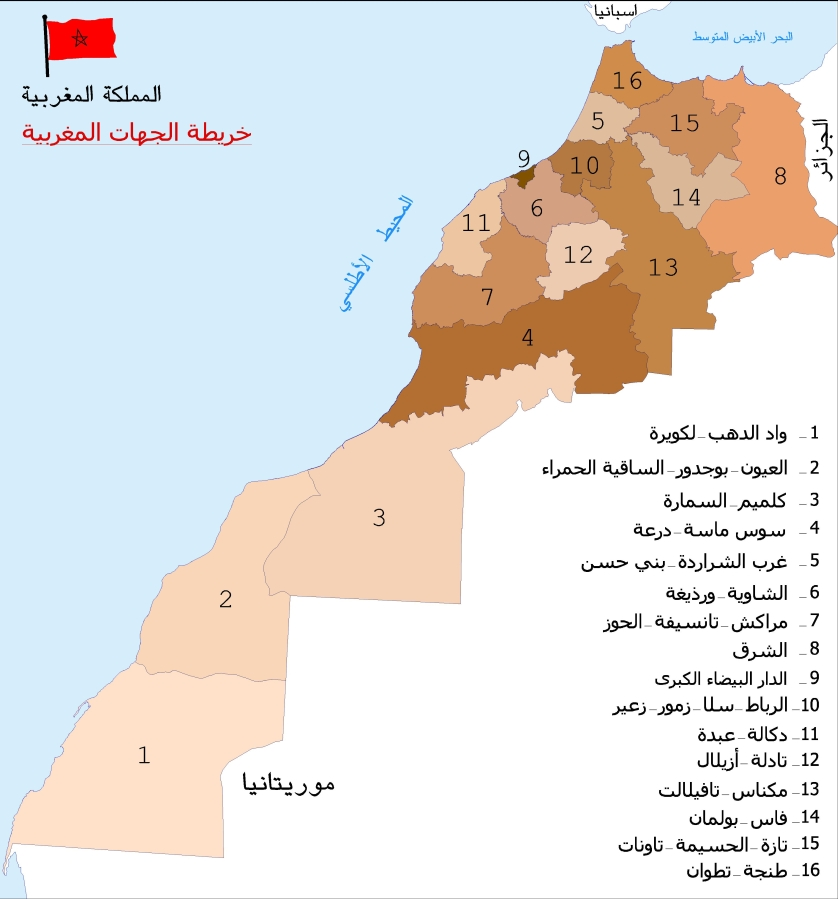 اسبانيا
البحر الأبيض المتوسط
المملكة المغربية
خريطة الجهات المغربية
الجزائر
المحيط الأطلسي
موريتانيا
16
5
15
9
10
8
14
6
11
12
13
7
4
3
2
1
1 - واد الدهب - لكويرة
2 - العيون - بوجدور - الساقية الحمراء
3 - كلميم - السمارة
4 - سوس ماسة - درعة
5 - غرب الشراردة - بني حسن
6 - الشاوية - ورذيغة
7 - مراكش - تانسيفة - الحوز
8 - الشرق
9 - الدار البيضاء الكبرى
10 - الرباط - سلا - زمور - زعير
11 - دكالة - عبدة
12 - تادلة - أزيلال
13 - مكناس - تافيلالت
14 - فاس - بولمان
15 - تازة - الحسيمة - تاونات
16 - طنجة - تطوان